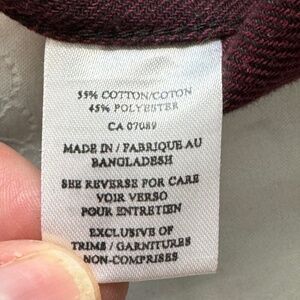 55% COTTON/COTON
45% POLYESTER
CA 07089
MADE IN / FABRIQUE AU
BANGLADESH
SEE REVERSE FOR CARE
VOIR VERSO
POUR ENTRETIEN
EXCLUSIVE OF
TRIMS / GARNITURES
NON-COMPRISES